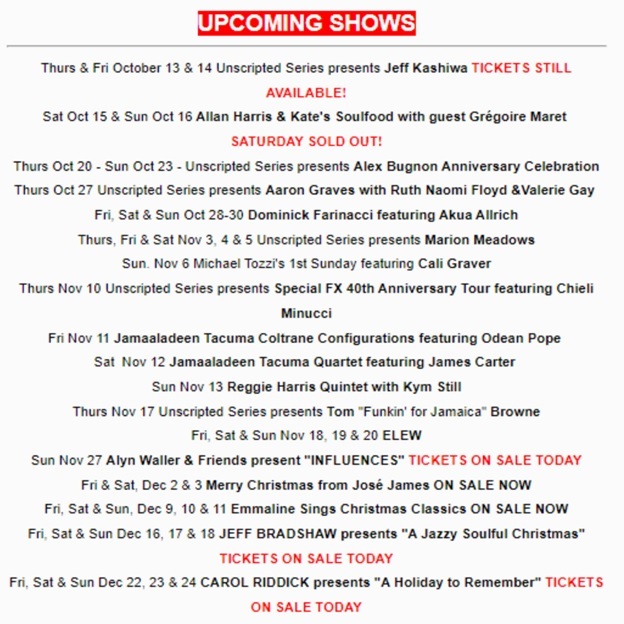 UPCOMING SHOWS
Thurs & Fri October 13 & 14 Unscripted Series presents Jeff Kashiwa TICKETS STILL
AVAILABLE!
Sat Oct 15 & Sun Oct 16 Allan Harris & Kate's Soulfood with guest Grégoire Maret
SATURDAY SOLD OUT!
Thurs Oct 20 - Sun Oct 23 - Unscripted Series presents Alex Bugnon Anniversary Celebration
Thurs Oct 27 Unscripted Series presents Aaron Graves with Ruth Naomi Floyd &Valerie Gay
Fri, Sat & Sun Oct 28-30 Dominick Farinacci featuring Akua Allrich
Thurs, Fri & Sat Nov 3, 4 & 5 Unscripted Series presents Marion Meadows
Sun. Nov 6 Michael Tozzi's 1st Sunday featuring Cali Graver
Thurs Nov 10 Unscripted Series presents Special FX 40th Anniversary Tour featuring Chieli
Minucci
Fri Nov 11 Jamaaladeen Tacuma Coltrane Configurations featuring Odean Pope
Sat  Nov 12 Jamaaladeen Tacuma Quartet featuring James Carter
Sun Nov 13 Reggie Harris Quintet with Kym Still
Thurs Nov 17 Unscripted Series presents Tom "Funkin' for Jamaica" Browne
Fri, Sat & Sun Nov 18, 19 & 20 ELEW
Sun Nov 27 Alyn Waller & Friends present "INFLUENCES" TICKETS ON SALE TODAY
Fri & Sat, Dec 2 & 3 Merry Christmas from José James ON SALE NOW
Fri, Sat & Sun, Dec 9, 10 & 11 Emmaline Sings Christmas Classics ON SALE NOW
Fri, Sat & Sun Dec 16, 17 & 18 JEFF BRADSHAW presents "A Jazzy Soulful Christmas"
TICKETS ON SALE TODAY
Fri, Sat & Sun Dec 22, 23 & 24 CAROL RIDDICK presents "A Holiday to Remember" TICKETS
ON SALE TODAY